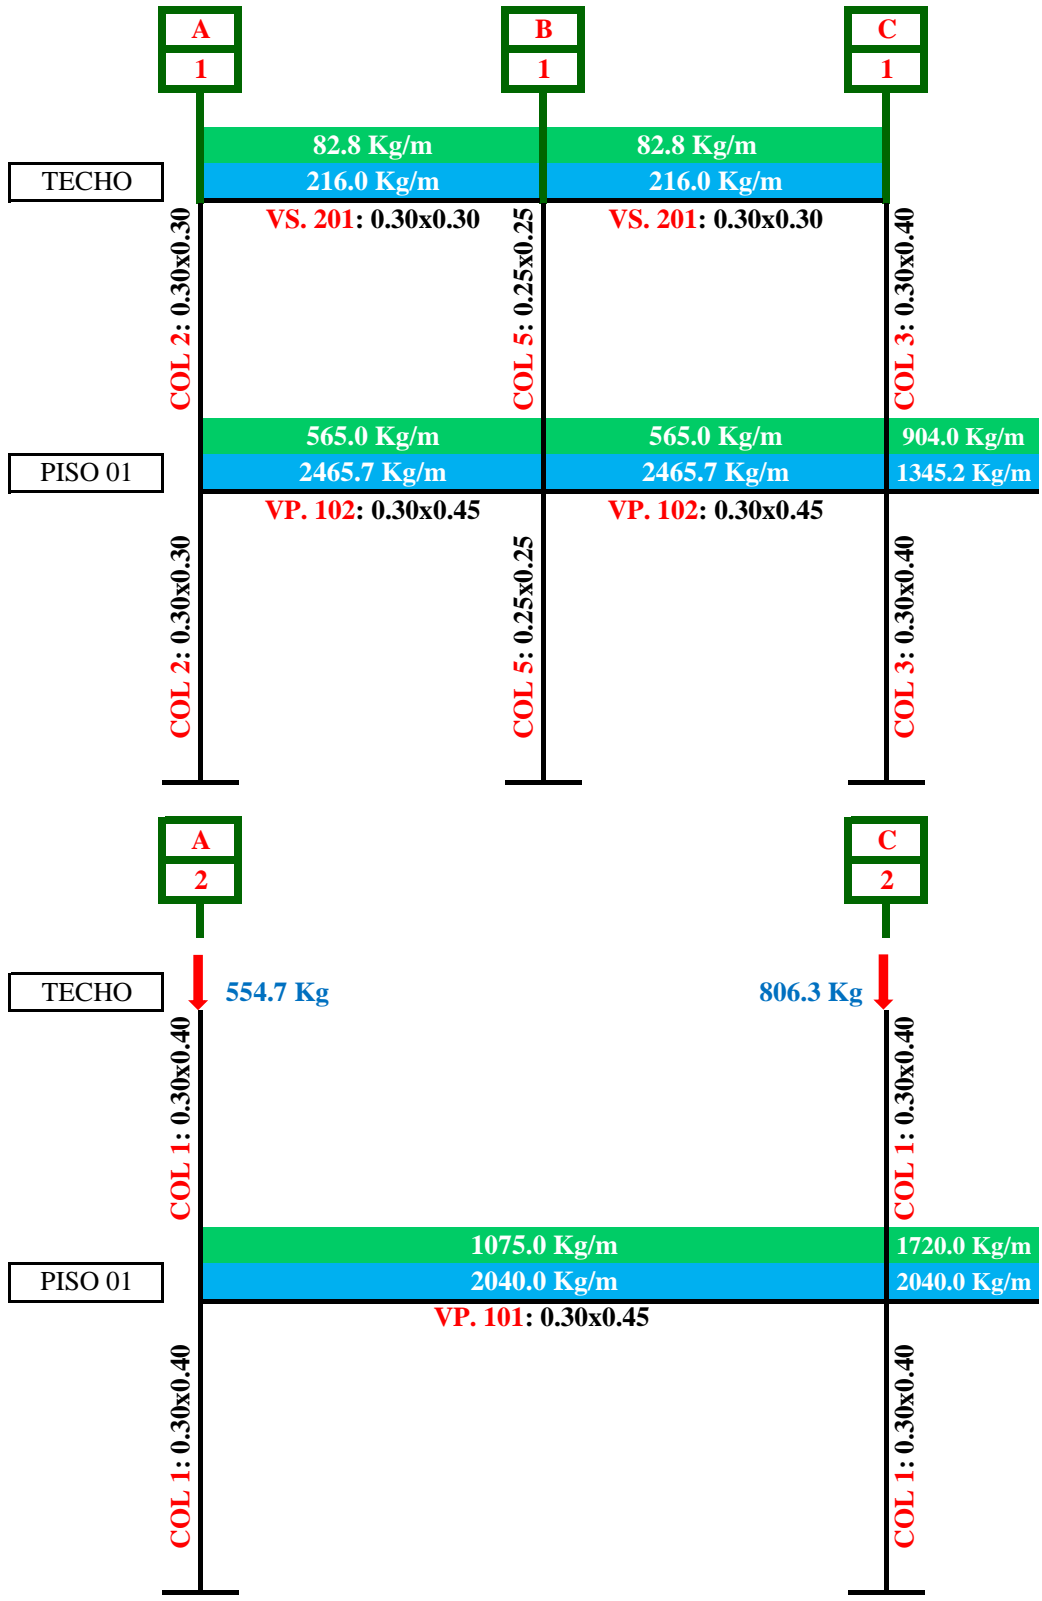 A B C
1 1 1
82.8 Kg/m 82.8 Kg/m
TECHO 216.0 Kg/m 216.0 Kg/m
VS. 201: 0.30x0.30 VS. 201: 0.30x0.30
COL 2: 0.30x0.30
COL 5: 0.25x0.25
COL 3: 0.30x0.40
565.0 Kg/m 565.0 Kg/m 904.0 Kg/m
PISO 01 2465.7 Kg/m 2465.7 Kg/m 1345.2 Kg/m
VP. 102: 0.30x0.45 VP. 102: 0.30x0.45
COL 2: 0.30x0.30
COL 5: 0.25x0.25
COL 3: 0.30x0.40
A C
2 2
TECHO 554.7 Kg 806.3 Kg
COL 1: 0.30x0.40
COL 1: 0.30x0.40
1075.0 Kg/m 1720.0 Kg/m
PISO 01 2040.0 Kg/m 2040.0 Kg/m
VP. 101: 0.30x0.45
COL 1: 0.30x0.40
COL 1: 0.30x0.40